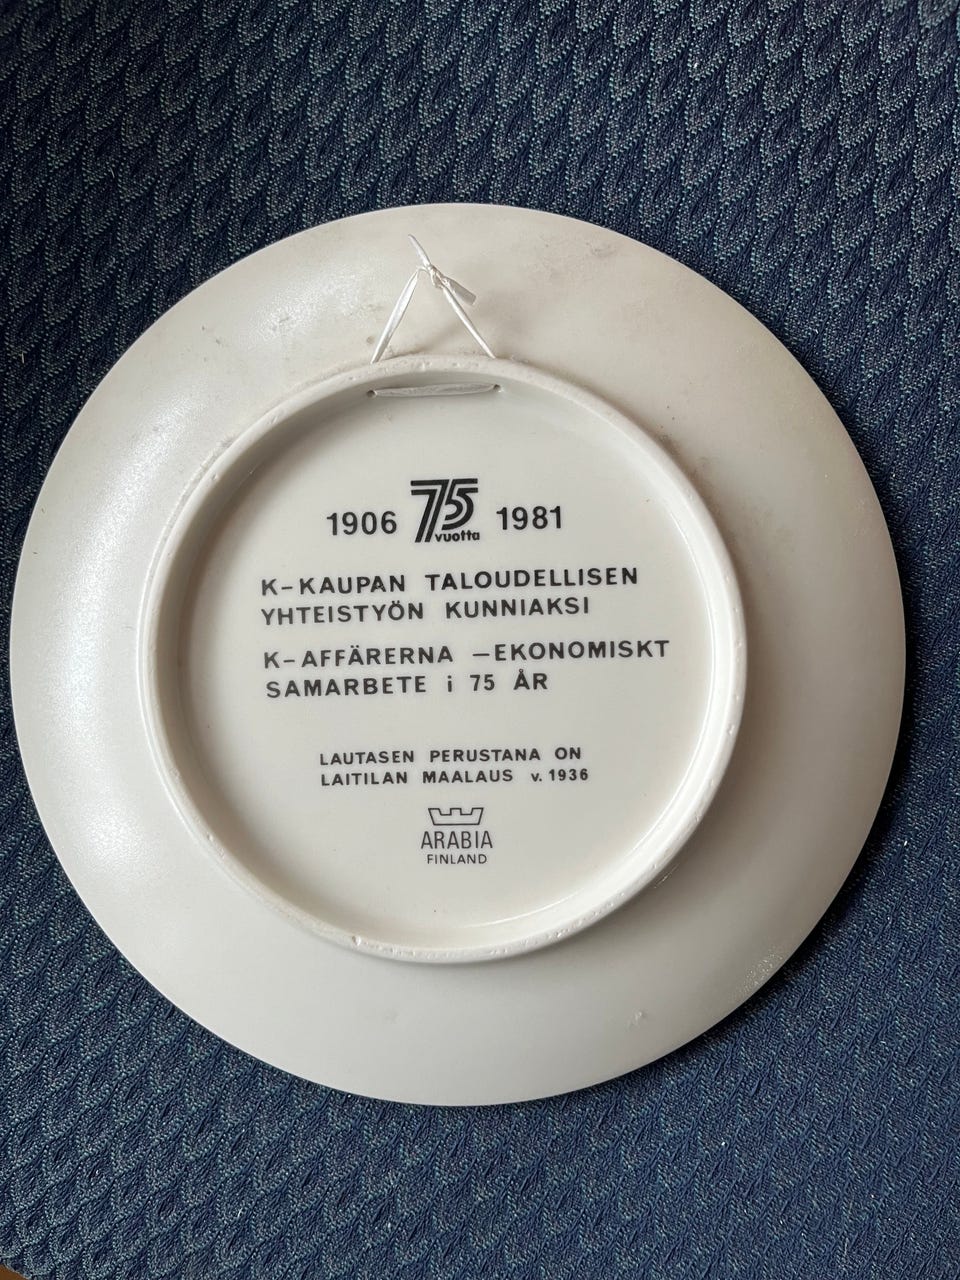 1906 75 vuotta 1981
K-KAUPAN TALOUDELLISEN
YHTEISTYÖN KUNNIAKSI
K-AFFÄRERNA –EKONOMISKT
SAMARBETE i 75 ÅR
LAUTASEN PERUSTANA ON
LAITILAN MAALAUS v. 1936
ARABIA
FINLAND